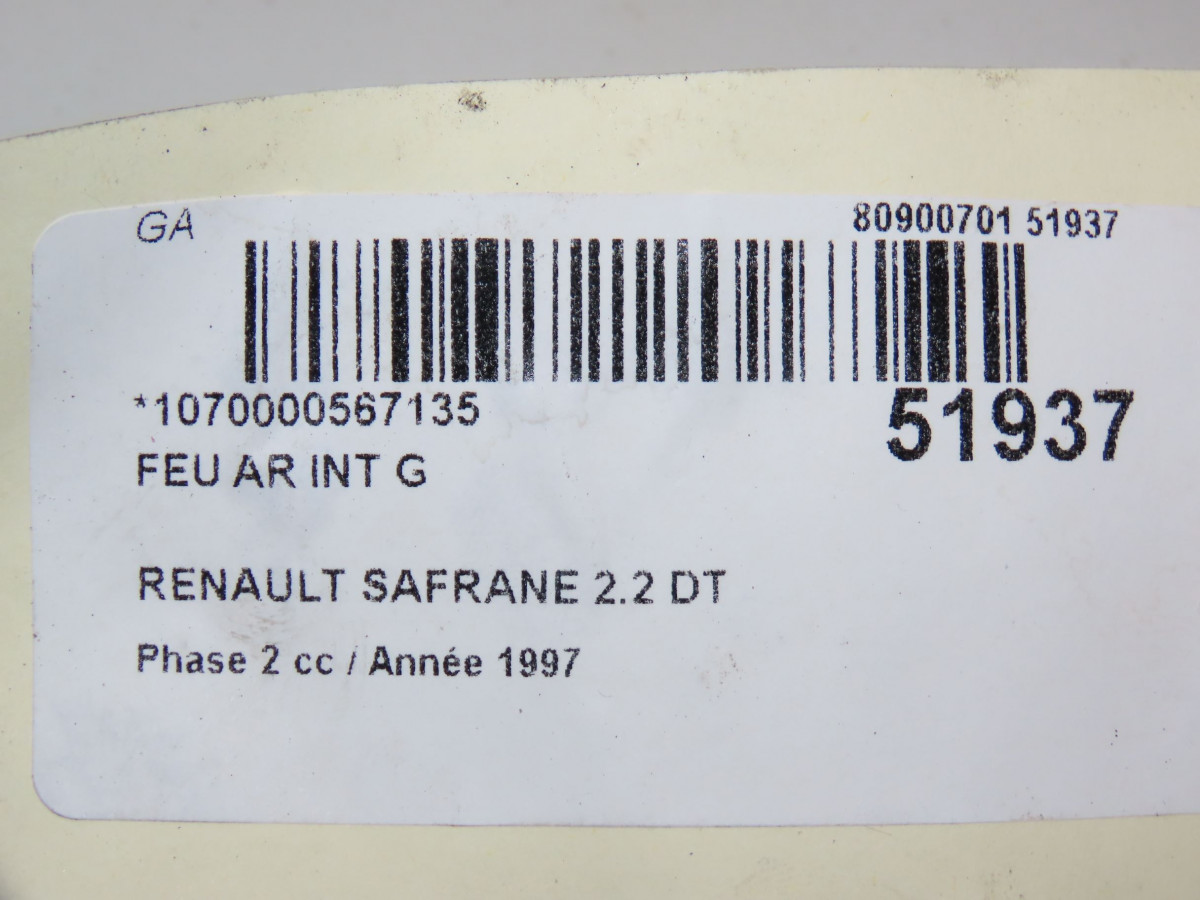 GA 80900701 51937
*1070000567135 51937
FEU AR INT G
RENAULT SAFRANE 2.2 DT
Phase 2 cc / Année 1997